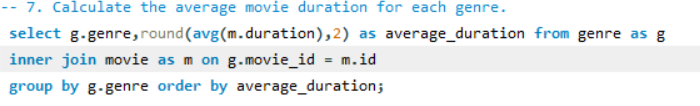 -- 7. Calculate the average movie duration for each genre.
select g.genre,round(avg(m.duration),2) as average_duration from genre as g
inner join movie as m on g.movie_id = m.id
group by g.genre order by average_duration;